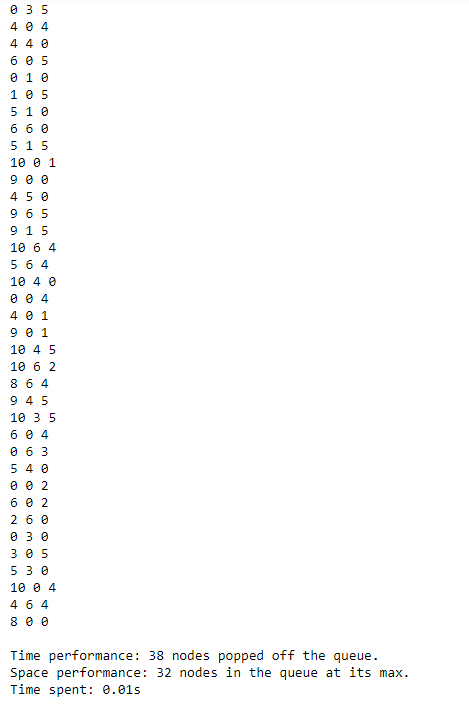 0 3 5
4 0 4
4 4 0
6 0 5
0 1 0
1 0 5
5 1 0
6 6 0
5 1 5
10 0 1
9 0 0
4 5 0
9 6 5
9 1 5
10 6 4
5 6 4
10 4 0
0 0 4
4 0 1
9 0 1
10 4 5
10 6 2
8 6 4
9 4 5
10 3 5
6 0 4
0 6 3
5 4 0
0 0 2
6 0 2
2 6 0
0 3 0
3 0 5
5 3 0
10 0 4
4 6 4
8 0 0
Time performance: 38 nodes popped off the queue.
Space performance: 32 nodes in the queue at its max.
Time spent: 0.01s